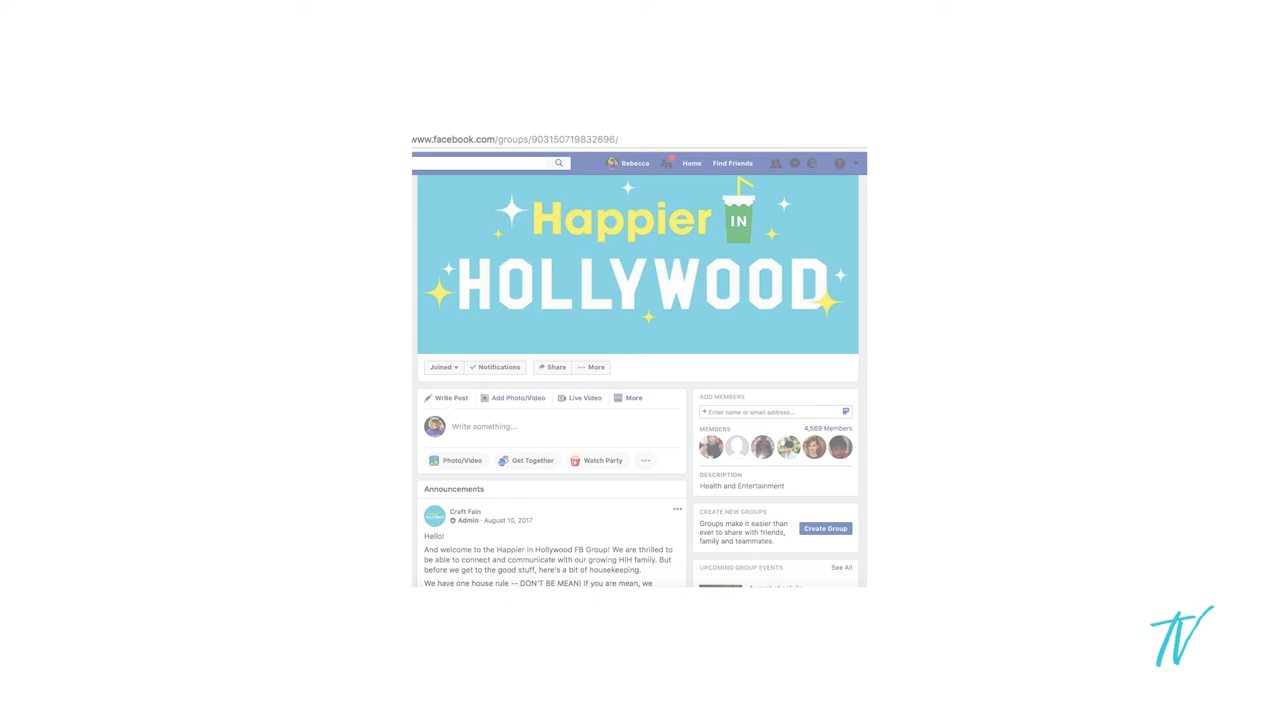 www.facebook.com/groups/903150719832696/
Rebecca Home Find Friends
Happier IN
HOLLYWOOD
Joined Notifications Share More
Write Post Add Photo/Video Live Video More
Write something...
Photo/Video Get Together Watch Party
Announcements
Craft Fain
Admin · August 10, 2017
Hello!
And welcome to the Happier in Hollywood FB Group! We are thrilled to
be able to connect and communicate with our growing HIH family. But
before we get to the good stuff, here's a bit of housekeeping.
We have one house rule -- DON'T BE MEAN! If you are mean, we
ADD MEMBERS
+ Enter name or email address...
MEMBERS 4,569 Members
DESCRIPTION
Health and Entertainment
CREATE NEW GROUPS
Groups make it easier than
ever to share with friends,
family and teammates.
Create Group
UPCOMING GROUP EVENTS See All
TV